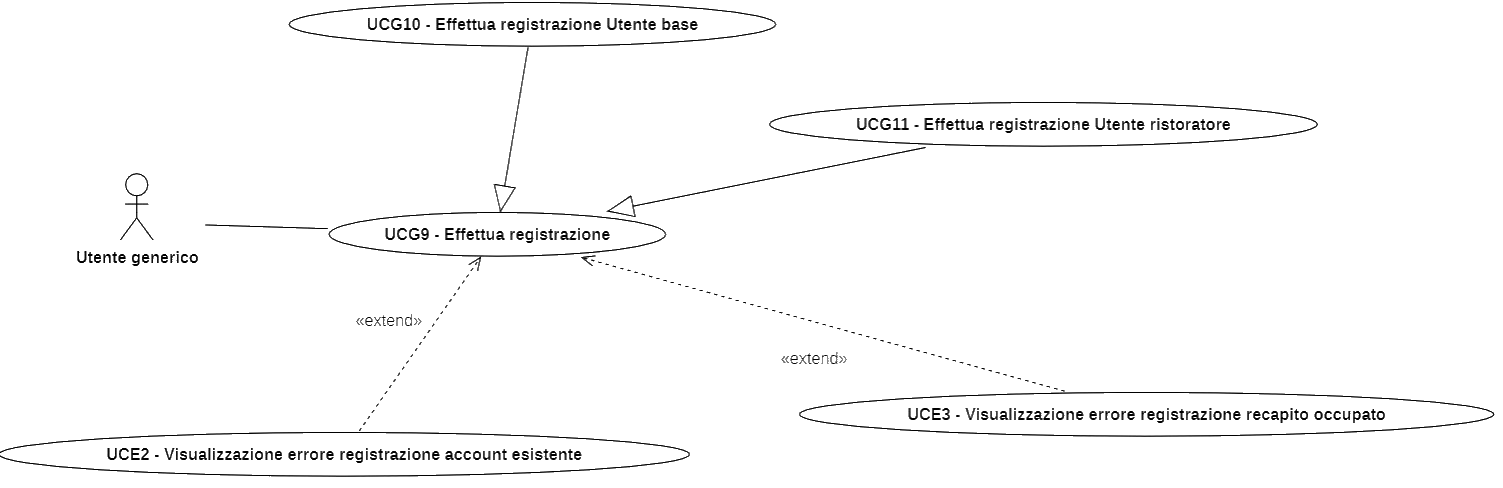 UCG10 - Effettua registrazione Utente base
UCG11 - Effettua registrazione Utente ristoratore
UCG9 - Effettua registrazione
Utente generico
«extend»
«extend»
UCE3 - Visualizzazione errore registrazione recapito occupato
UCE2 - Visualizzazione errore registrazione account esistente